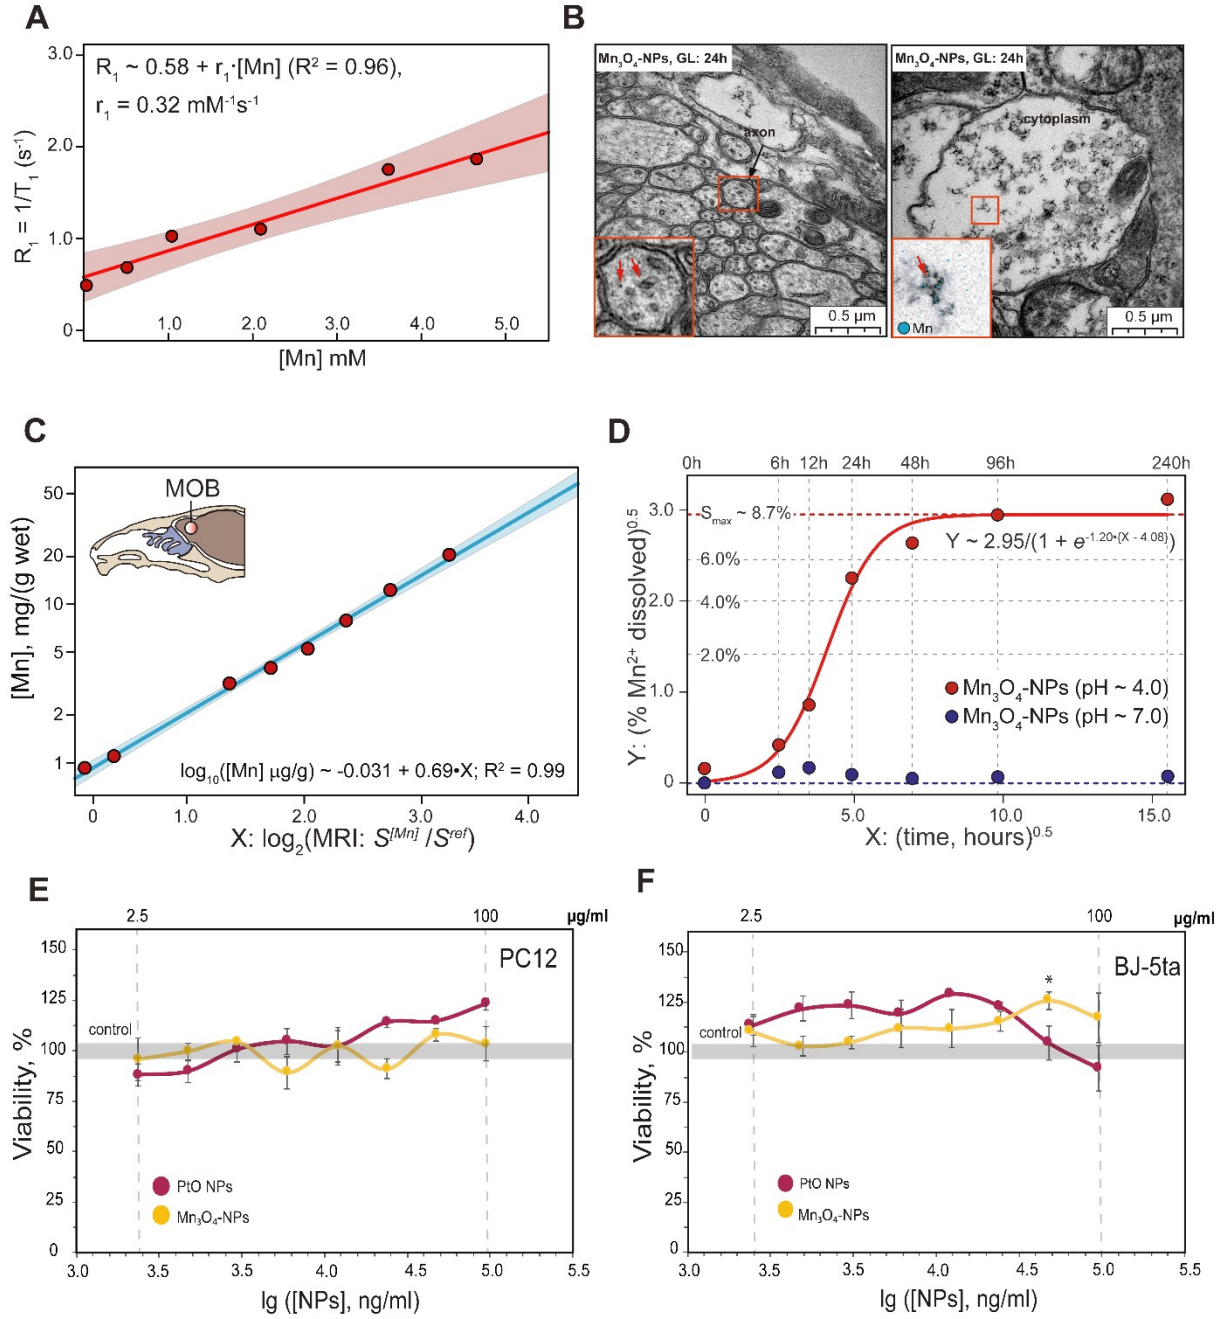 A
R₁ ~ 0.58 + r₁·[Mn] (R² = 0.96),
r₁ = 0.32 mM⁻¹s⁻¹
R₁ = 1/T₁ (s⁻¹)
3.0
2.0
1.0
0
1.0 2.0 3.0 4.0 5.0
[Mn] mM
B
Mn₃O₄-NPs, GL: 24h
axon
0.5 µm
Mn₃O₄-NPs, GL: 24h
cytoplasm
Mn
0.5 µm
C
[Mn], mg/(g wet)
50
20
10
5
2
1
MOB
log₁₀([Mn] µg/g) ~ -0.031 + 0.69•X; R² = 0.99
0 1.0 2.0 3.0 4.0
X: log₂(MRI: S^[Mn] /S^ref)
D
0h 6h 12h 24h 48h 96h 240h
Y: (% Mn²⁺ dissolved)⁰·⁵
3.0
2.0
1.0
0
Sₘₐₓ ~ 8.7%
Y ~ 2.95/(1 + e^-1.20•{X - 4.08})
6.0%
4.0%
2.0%
Mn₃O₄-NPs (pH ~ 4.0)
Mn₃O₄-NPs (pH ~ 7.0)
0 5.0 10.0 15.0
X: (time, hours)⁰·⁵
E
2.5 100 µg/ml
Viability, %
150
125
control
100
75
50
25
0
PC12
PtO NPs
Mn₃O₄-NPs
3.0 3.5 3.5 4.0 4.5 5.0 5.5
lg ([NPs], ng/ml)
F
2.5 100 µg/ml
Viability, %
150
125
control
100
75
50
25
0
BJ-5ta
*
PtO NPs
Mn₃O₄-NPs
3.0 3.5 3.5 4.0 4.5 5.0 5.5
lg ([NPs], ng/ml)